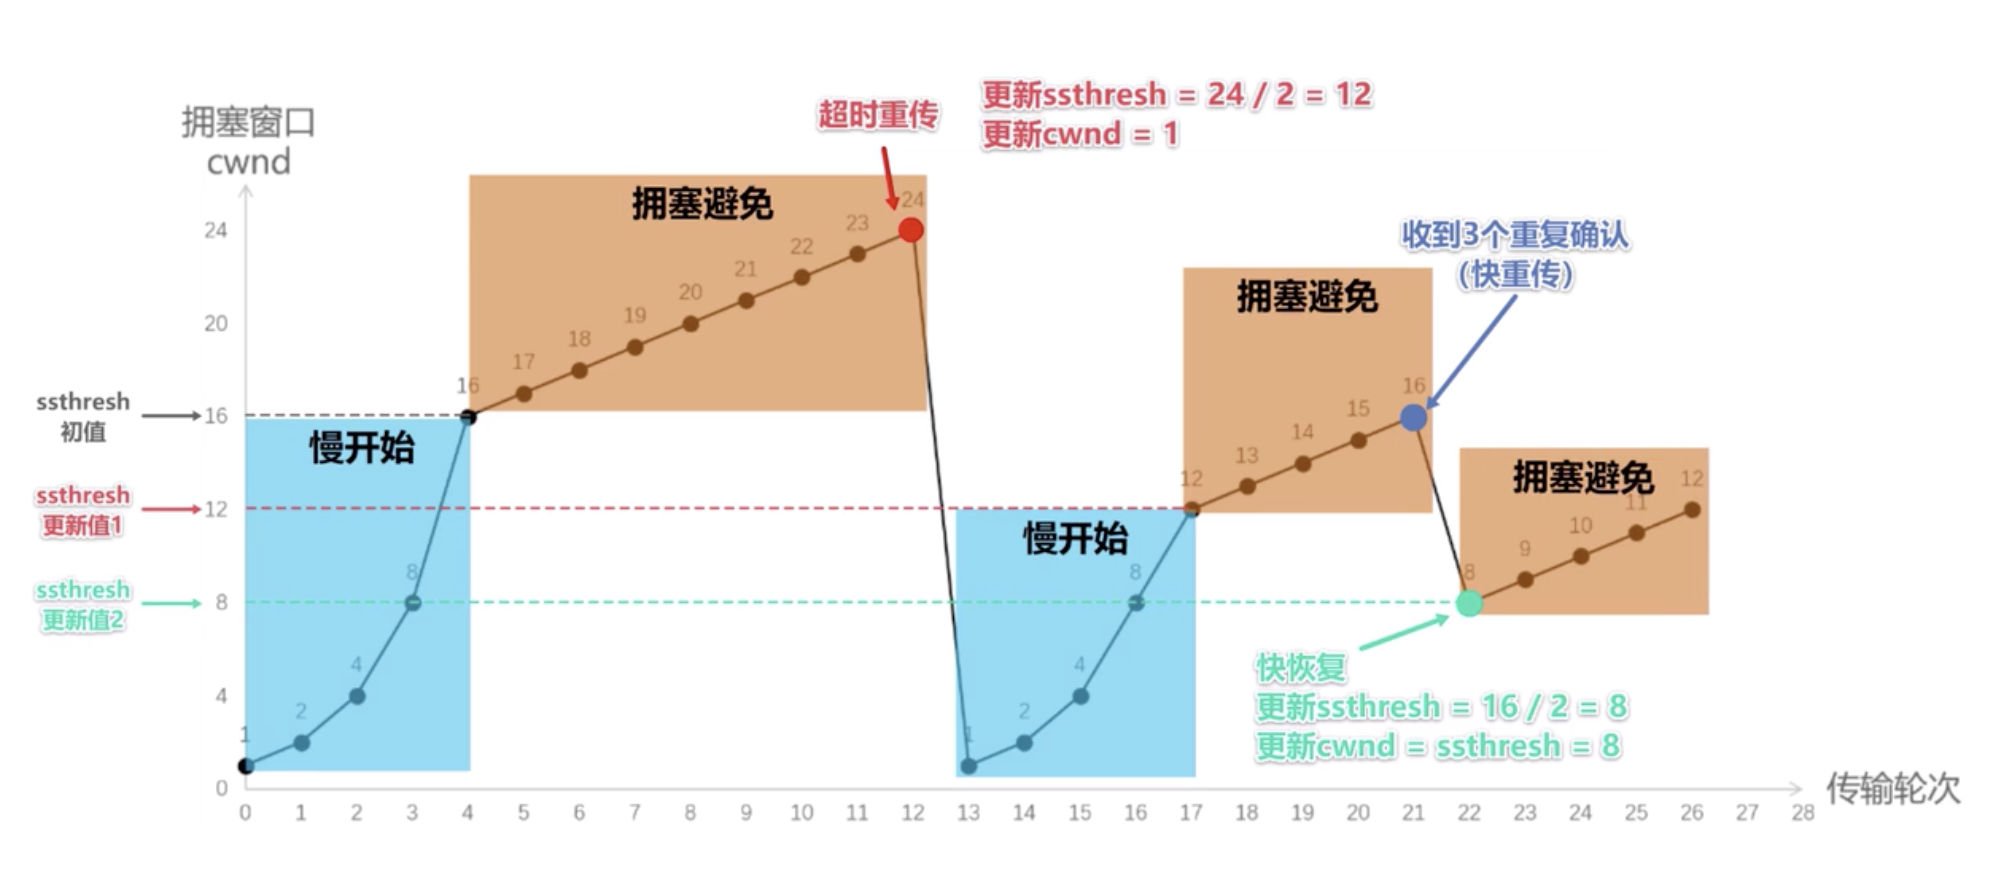 更新ssthresh = 24 / 2 = 12
更新cwnd = 1
超时重传
拥塞窗口
cwnd
拥塞避免
24
23
22
21
20
19
18
17
16
24
20
16
12
8
4
0
ssthresh
初值
ssthresh
更新值1
ssthresh
更新值2
慢开始
8
4
2
1
收到3个重复确认
(快重传)
拥塞避免
16
15
14
13
12
慢开始
8
4
2
1
拥塞避免
12
11
10
9
8
快恢复
更新ssthresh = 16 / 2 = 8
更新cwnd = ssthresh = 8
0 1 2 3 4 5 6 7 8 9 10 11 12 13 14 15 16 17 18 19 20 21 22 23 24 25 26 27 28
传输轮次